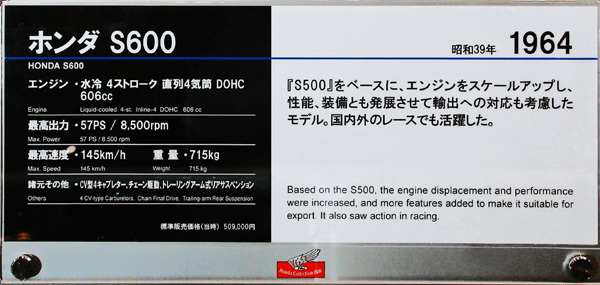 ホンダ S600
HONDA S600
エンジン・水冷 4ストローク 直列4気筒 DOHC
606cc
Engine Liquid-cooled 4-st. Inline-4 DOHC 606 cc
最高出力・57PS / 8,500rpm
Max. Power 57 PS / 8,500 rpm
最高速度・145km/h 重量・715kg
Max. Speed 145 km/h Weight 715 kg
諸元その他・CV型4キャブレター、チェーン駆動、トレーリングアーム式リアサスペンション
Others 4 CV-type Carburetors. Chain Final Drive. Trailing-arm Rear Suspension
標準販売価格(当時) 509,000円
昭和39年 1964
『S500』をベースに、エンジンをスケールアップし、
性能、装備とも発展させて輸出への対応も考慮した
モデル。国内外のレースでも活躍した。
Based on the S500, the engine displacement and performance
were increased, and more features added to make it suitable for
export. It also saw action in racing.
Honda Collection Hall